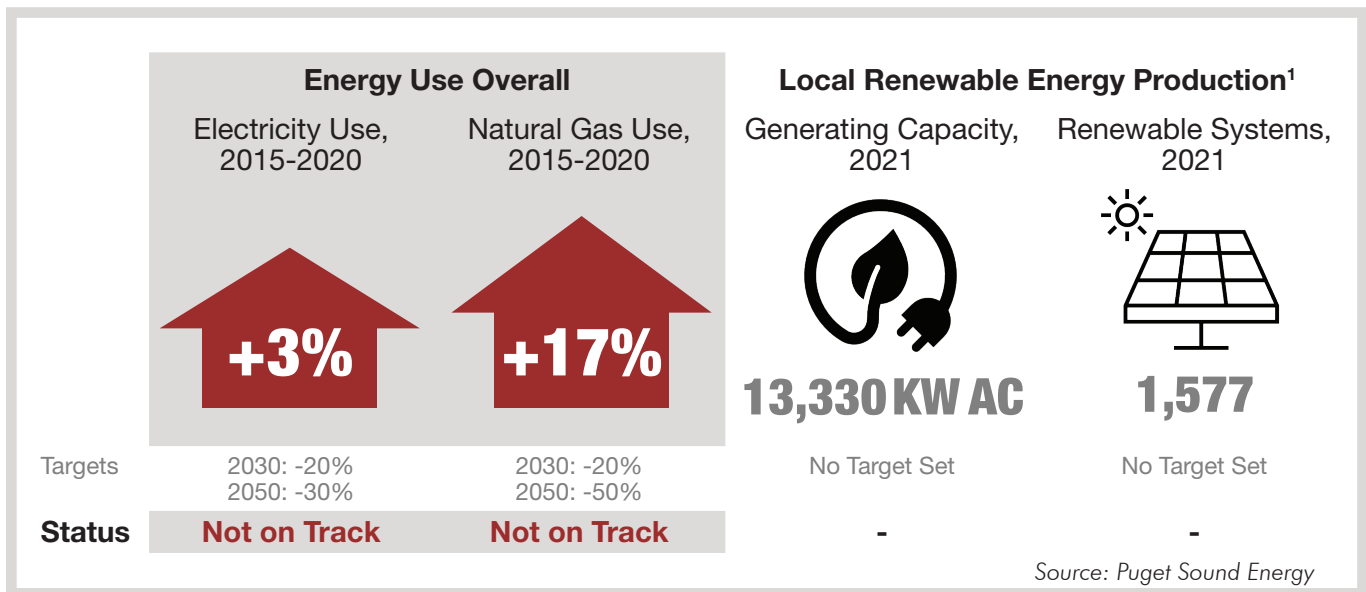 Energy Use Overall
Local Renewable Energy Production¹
Electricity Use,
2015-2020
Natural Gas Use,
2015-2020
Generating Capacity,
2021
Renewable Systems,
2021
+3%
+17%
13,330 KW AC
1,577
Targets
2030: -20%
2050: -30%
2030: -20%
2050: -50%
No Target Set
No Target Set
Status
Not on Track
Not on Track
-
-
Source: Puget Sound Energy